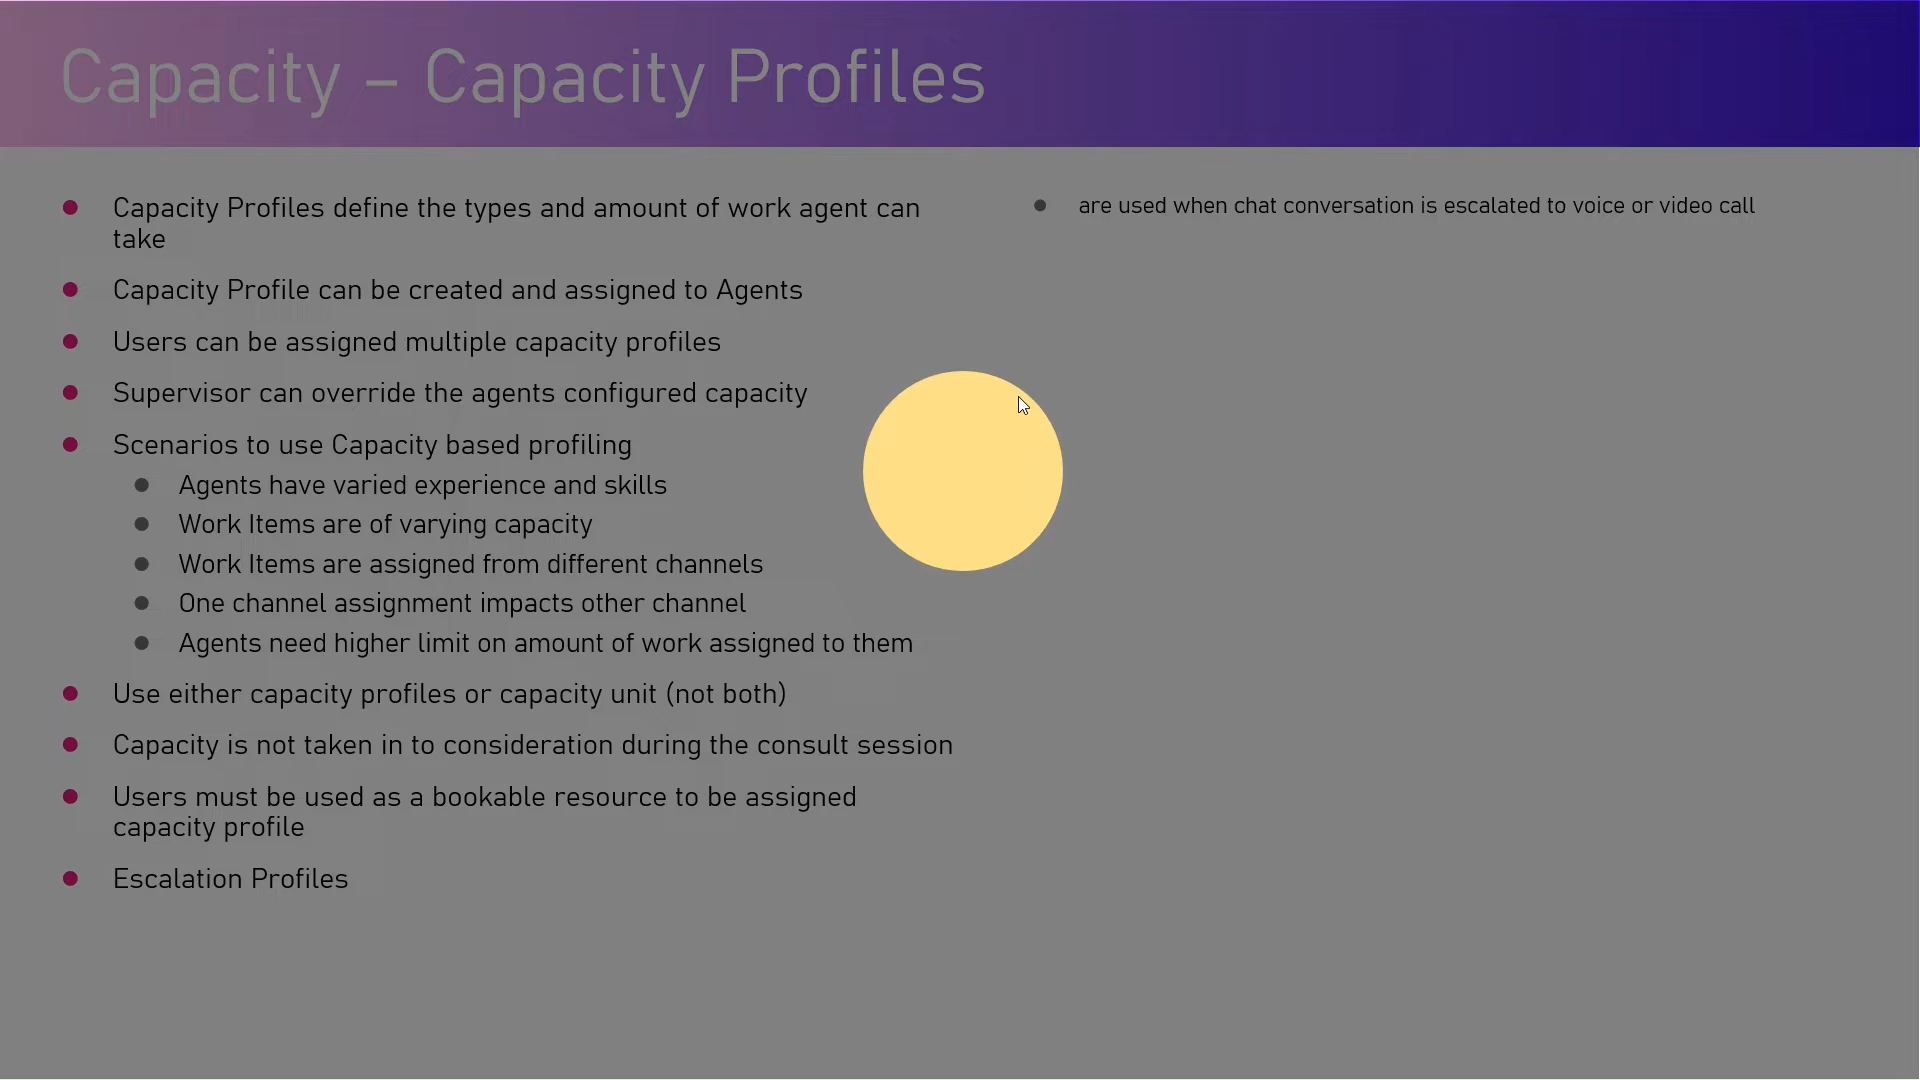 Capacity – Capacity Profiles
Capacity Profiles define the types and amount of work agent can
take
Capacity Profile can be created and assigned to Agents
Users can be assigned multiple capacity profiles
Supervisor can override the agents configured capacity
Scenarios to use Capacity based profiling
Agents have varied experience and skills
Work Items are of varying capacity
Work Items are assigned from different channels
One channel assignment impacts other channel
Agents need higher limit on amount of work assigned to them
Use either capacity profiles or capacity unit (not both)
Capacity is not taken in to consideration during the consult session
Users must be used as a bookable resource to be assigned
capacity profile
Escalation Profiles
are used when chat conversation is escalated to voice or video call